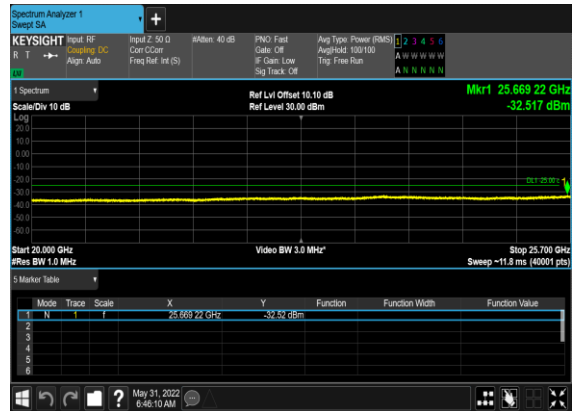 Spectrum Analyzer 1
Swept SA
+
KEYSIGHT Input: RF Input Z: 50 Ω #Atten: 40 dB PNO: Fast Avg Type: Power (RMS) 1 2 3 4 5 6
R T Coupling: DC Corr CCorr Gate: Off Avg|Hold: 100/100 A W W W W W
Align: Auto Freq Ref: Int (S) IF Gain: Low Trig: Free Run A N N N N N
Sig Track: Off
1 Spectrum Ref Lvl Offset 10.10 dB Mkr1 25.669 22 GHz
Scale/Div 10 dB Ref Level 30.00 dBm -32.517 dBm
Log
20.0
10.0
0.00
-10.0
-20.0
-30.0
-40.0
-50.0
-60.0
Start 20.000 GHz Video BW 3.0 MHz* Stop 25.700 GHz
#Res BW 1.0 MHz Sweep ~11.8 ms (40001 pts)
5 Marker Table
Mode Trace Scale X Y Function Function Width Function Value
1 N 1 f 25.669 22 GHz -32.52 dBm
2
3
4
5
6
? May 31, 2022
6:46:10 AM